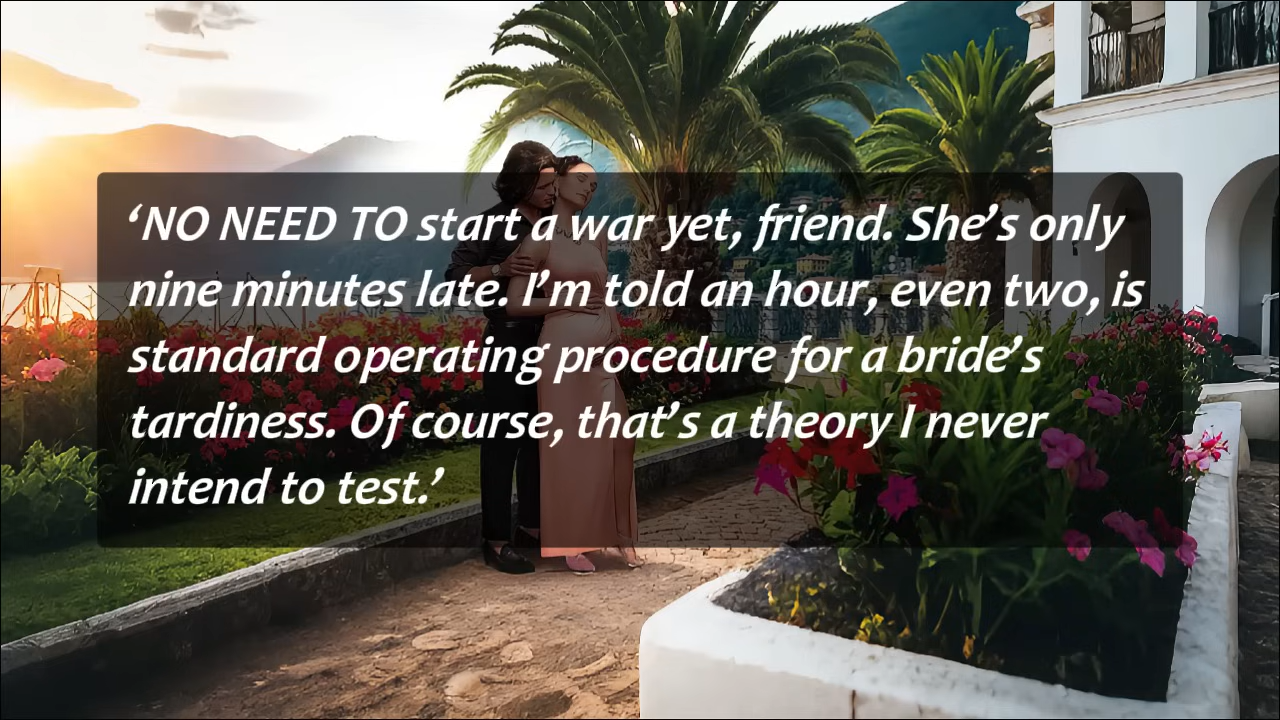 ‘NO NEED TO start a war yet, friend. She’s only
nine minutes late. I’m told an hour, even two, is
standard operating procedure for a bride’s
tardiness. Of course, that’s a theory I never
intend to test.’